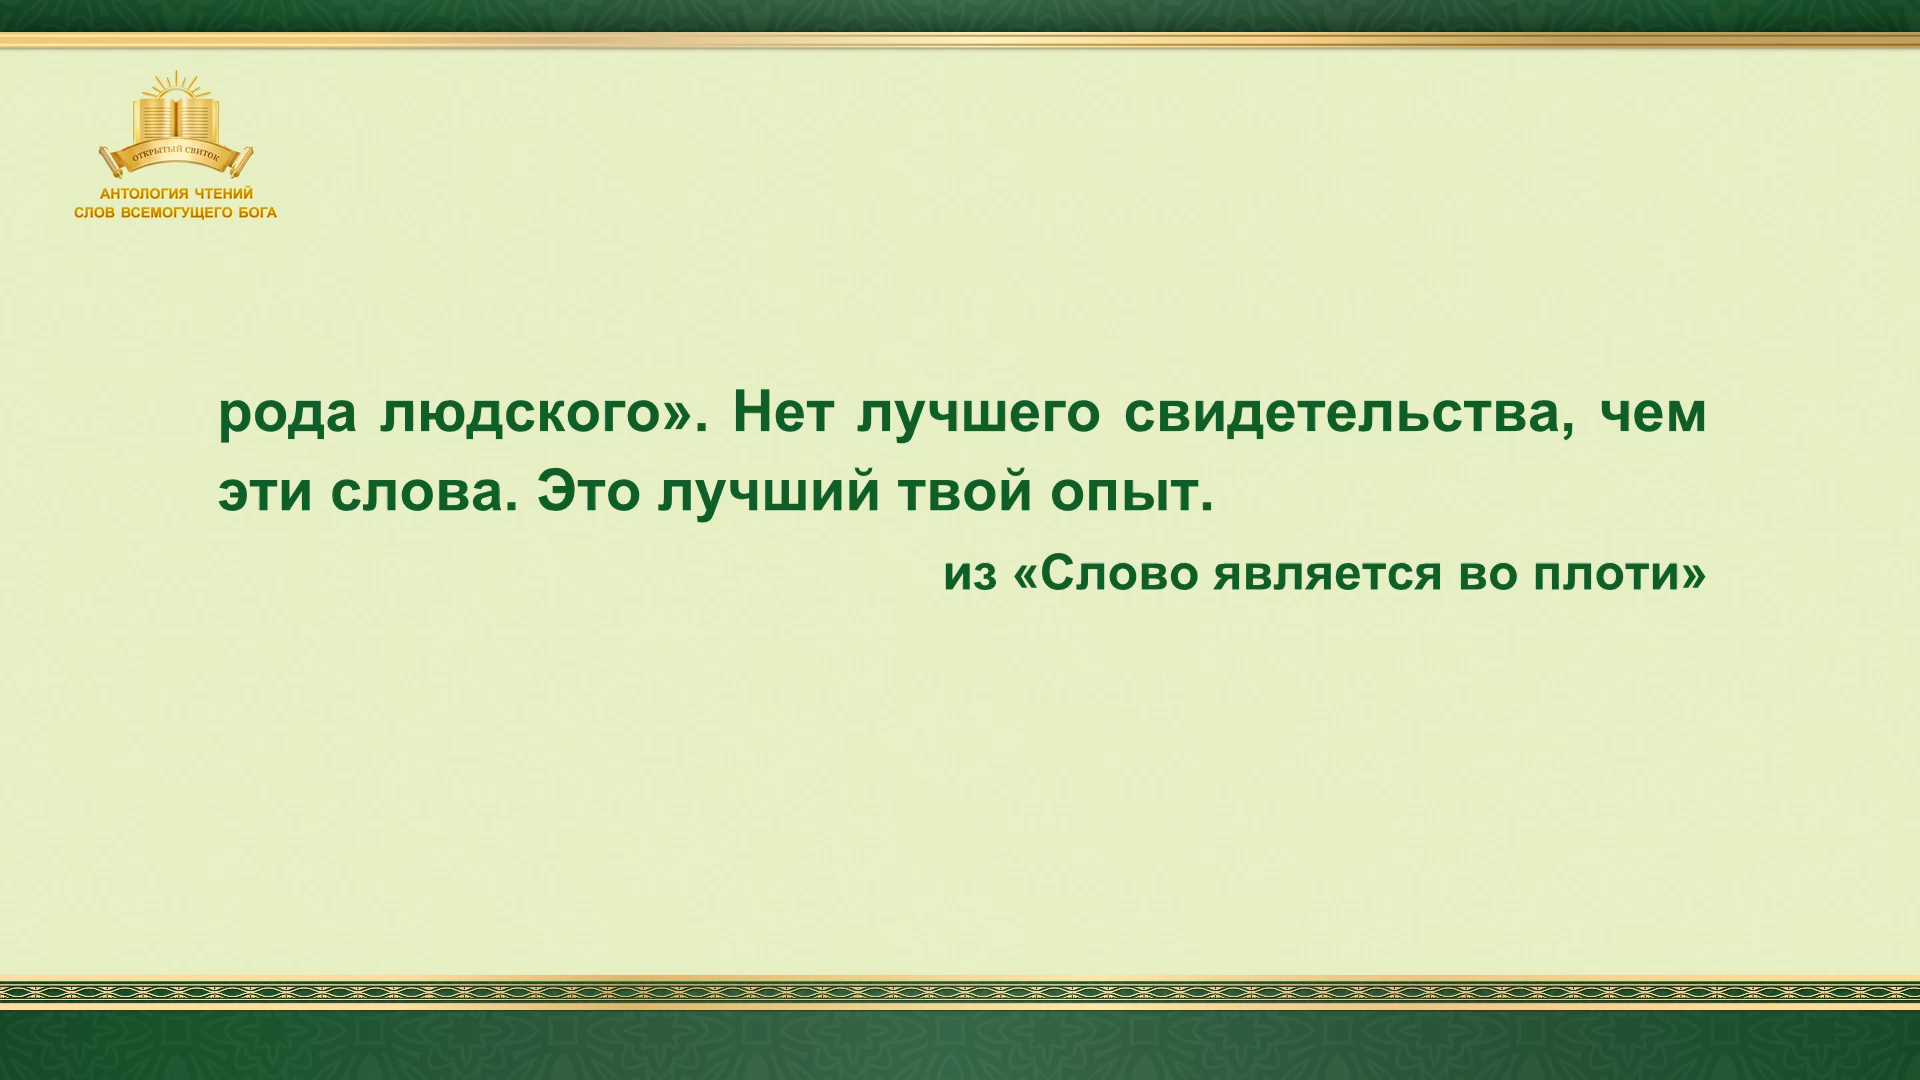 ОТКРЫТЫЙ СВИТОК
АНТОЛОГИЯ ЧТЕНИЙ
СЛОВ ВСЕМОГУЩЕГО БОГА
рода людского». Нет лучшего свидетельства, чем
эти слова. Это лучший твой опыт.
из «Слово является во плоти»